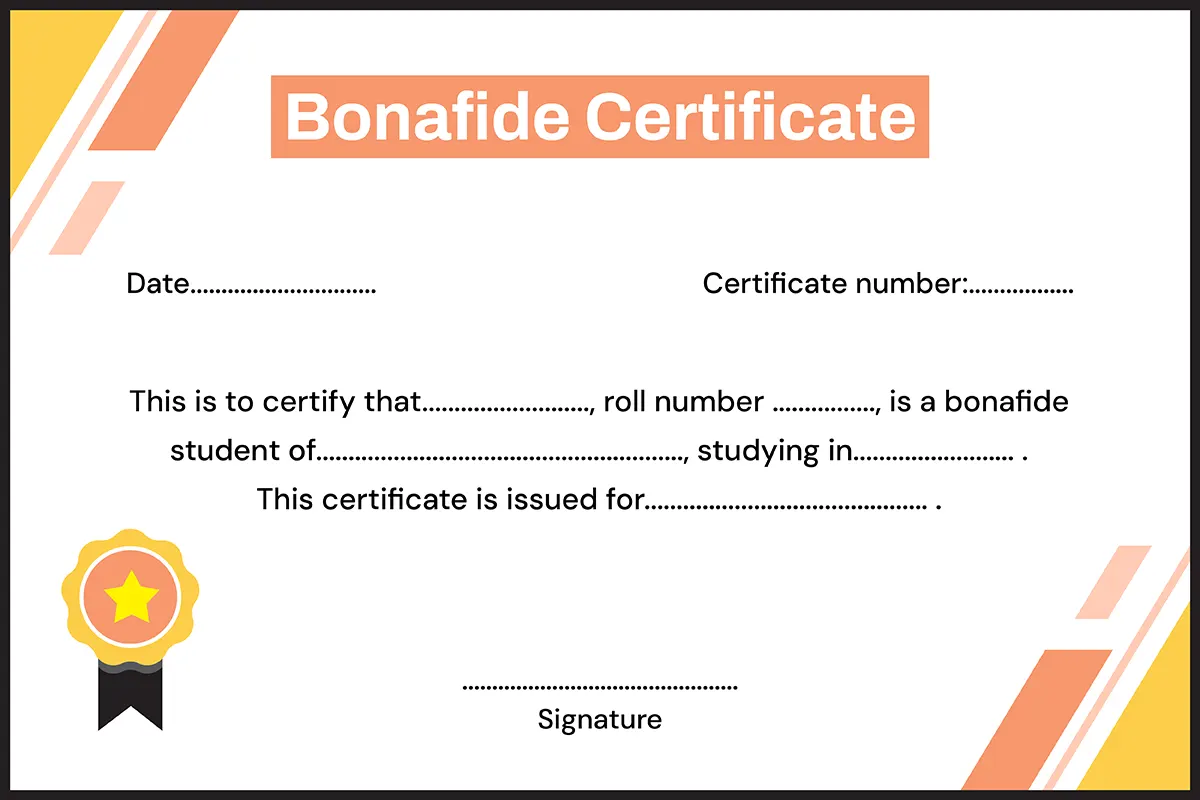 Bonafide Certificate
Date.............................. Certificate number:.................
This is to certify that.........................., roll number ................, is a bonafide
student of........................................................., studying in......................... .
This certificate is issued for............................................ .
..............................................
Signature